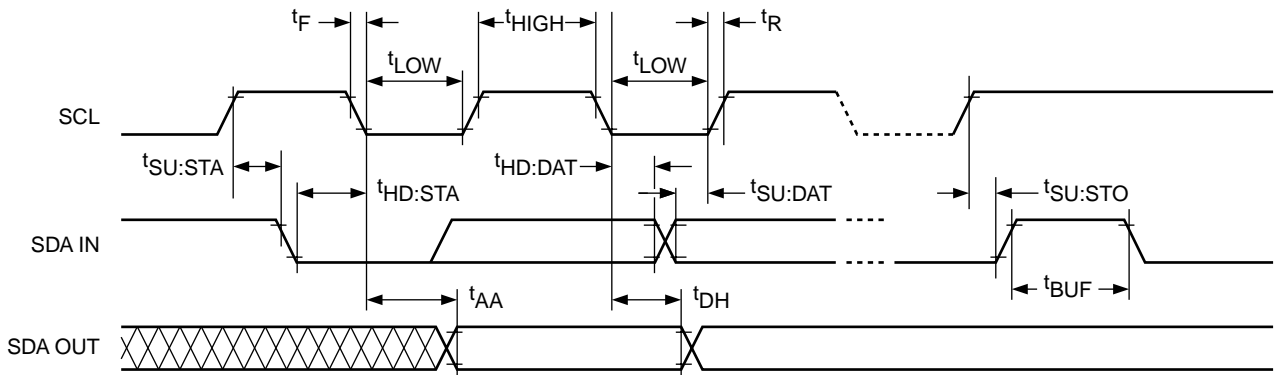 tF
tHIGH
tR
tLOW
tLOW
SCL
tSU:STA
tHD:STA
tHD:DAT
tSU:DAT
tSU:STO
SDA IN
tBUF
tAA
tDH
SDA OUT